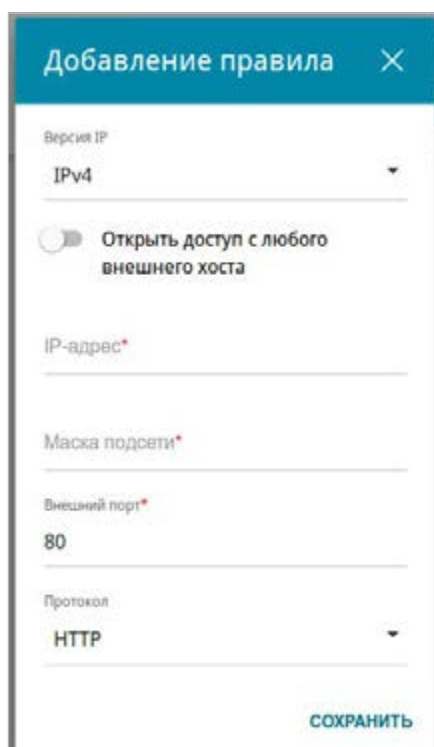 Добавление правила
Версия IP
IPv4
Открыть доступ с любого
внешнего хоста
IP-адрес*
Маска подсети*
Внешний порт*
80
Протокол
HTTP
СОХРАНИТЬ